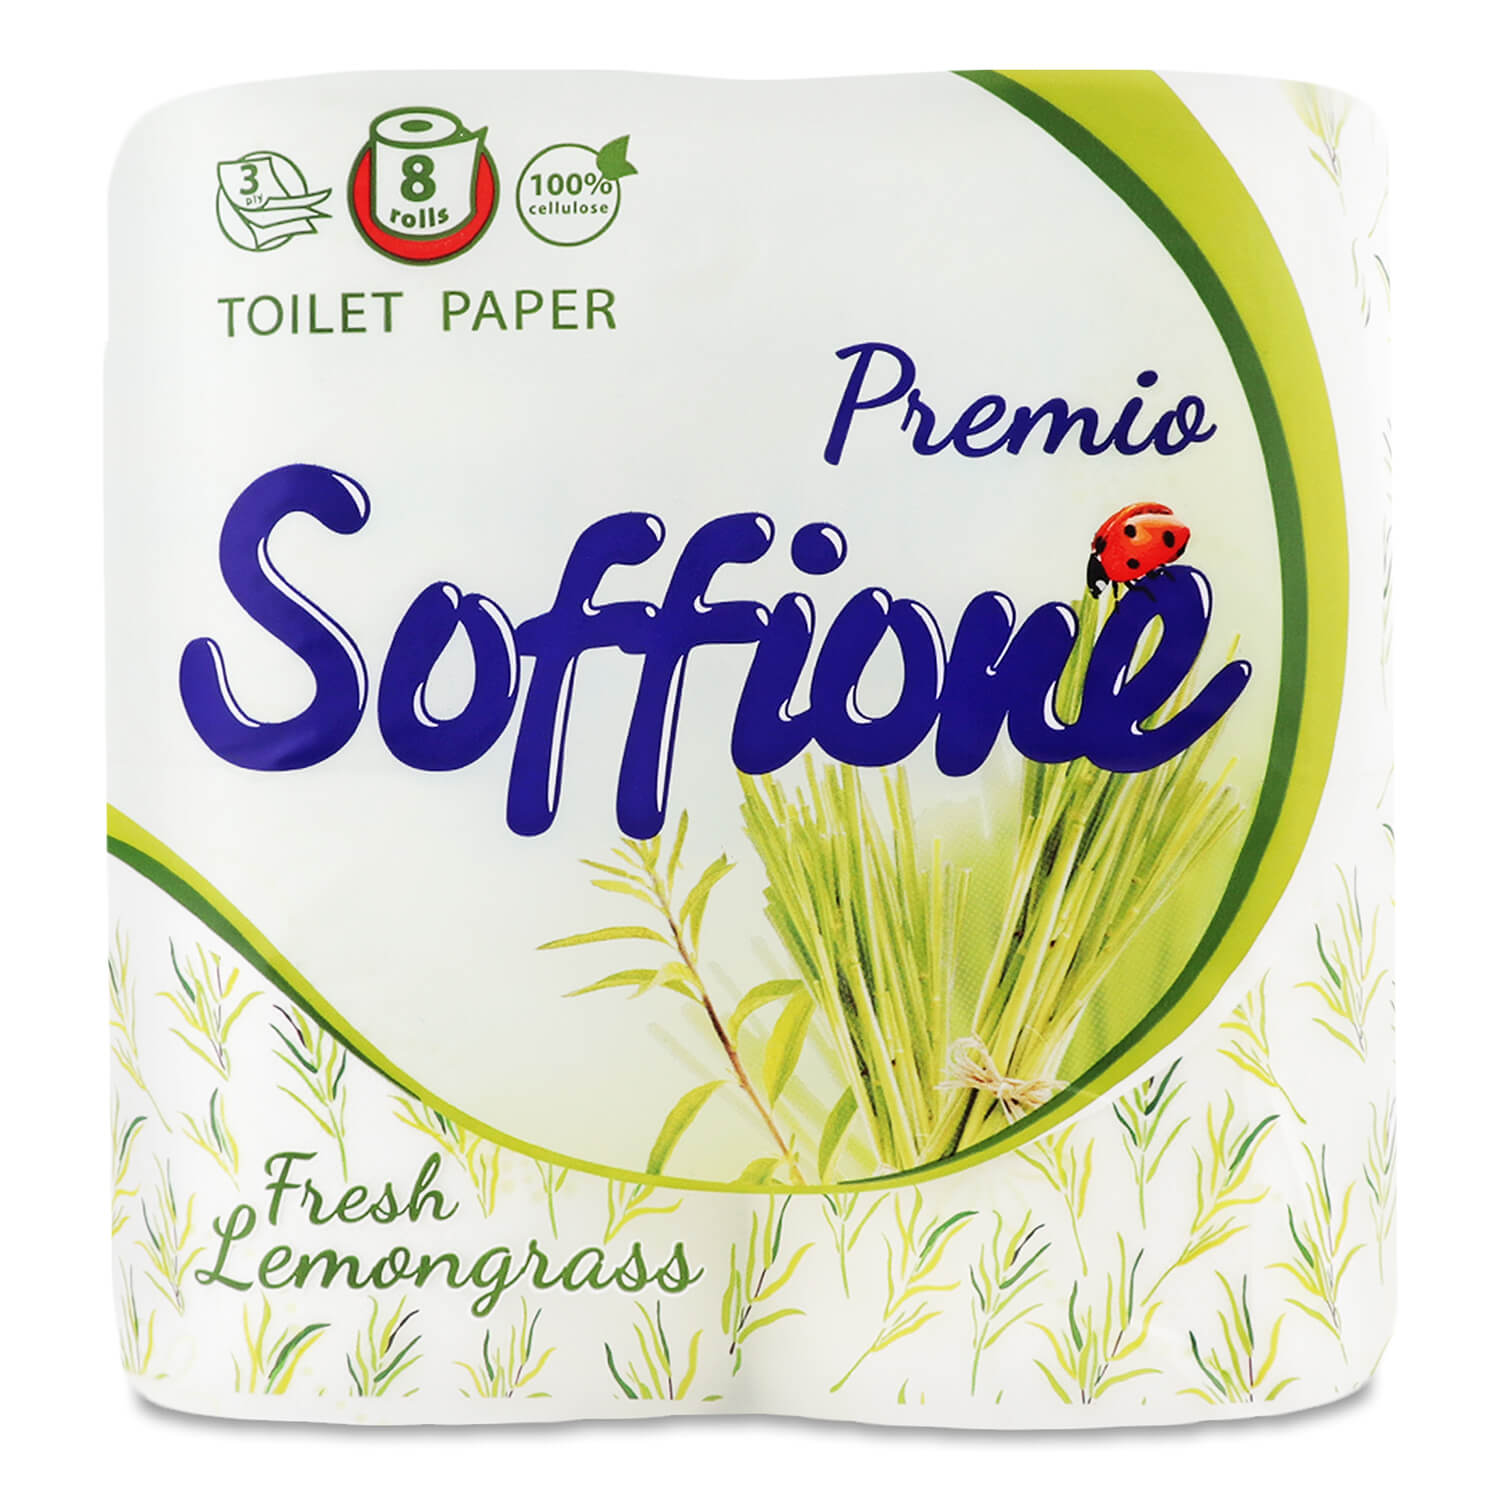 3
ply
8
rolls
100%
cellulose
TOILET PAPER
Premio
Soffione
Fresh
Lemongrass